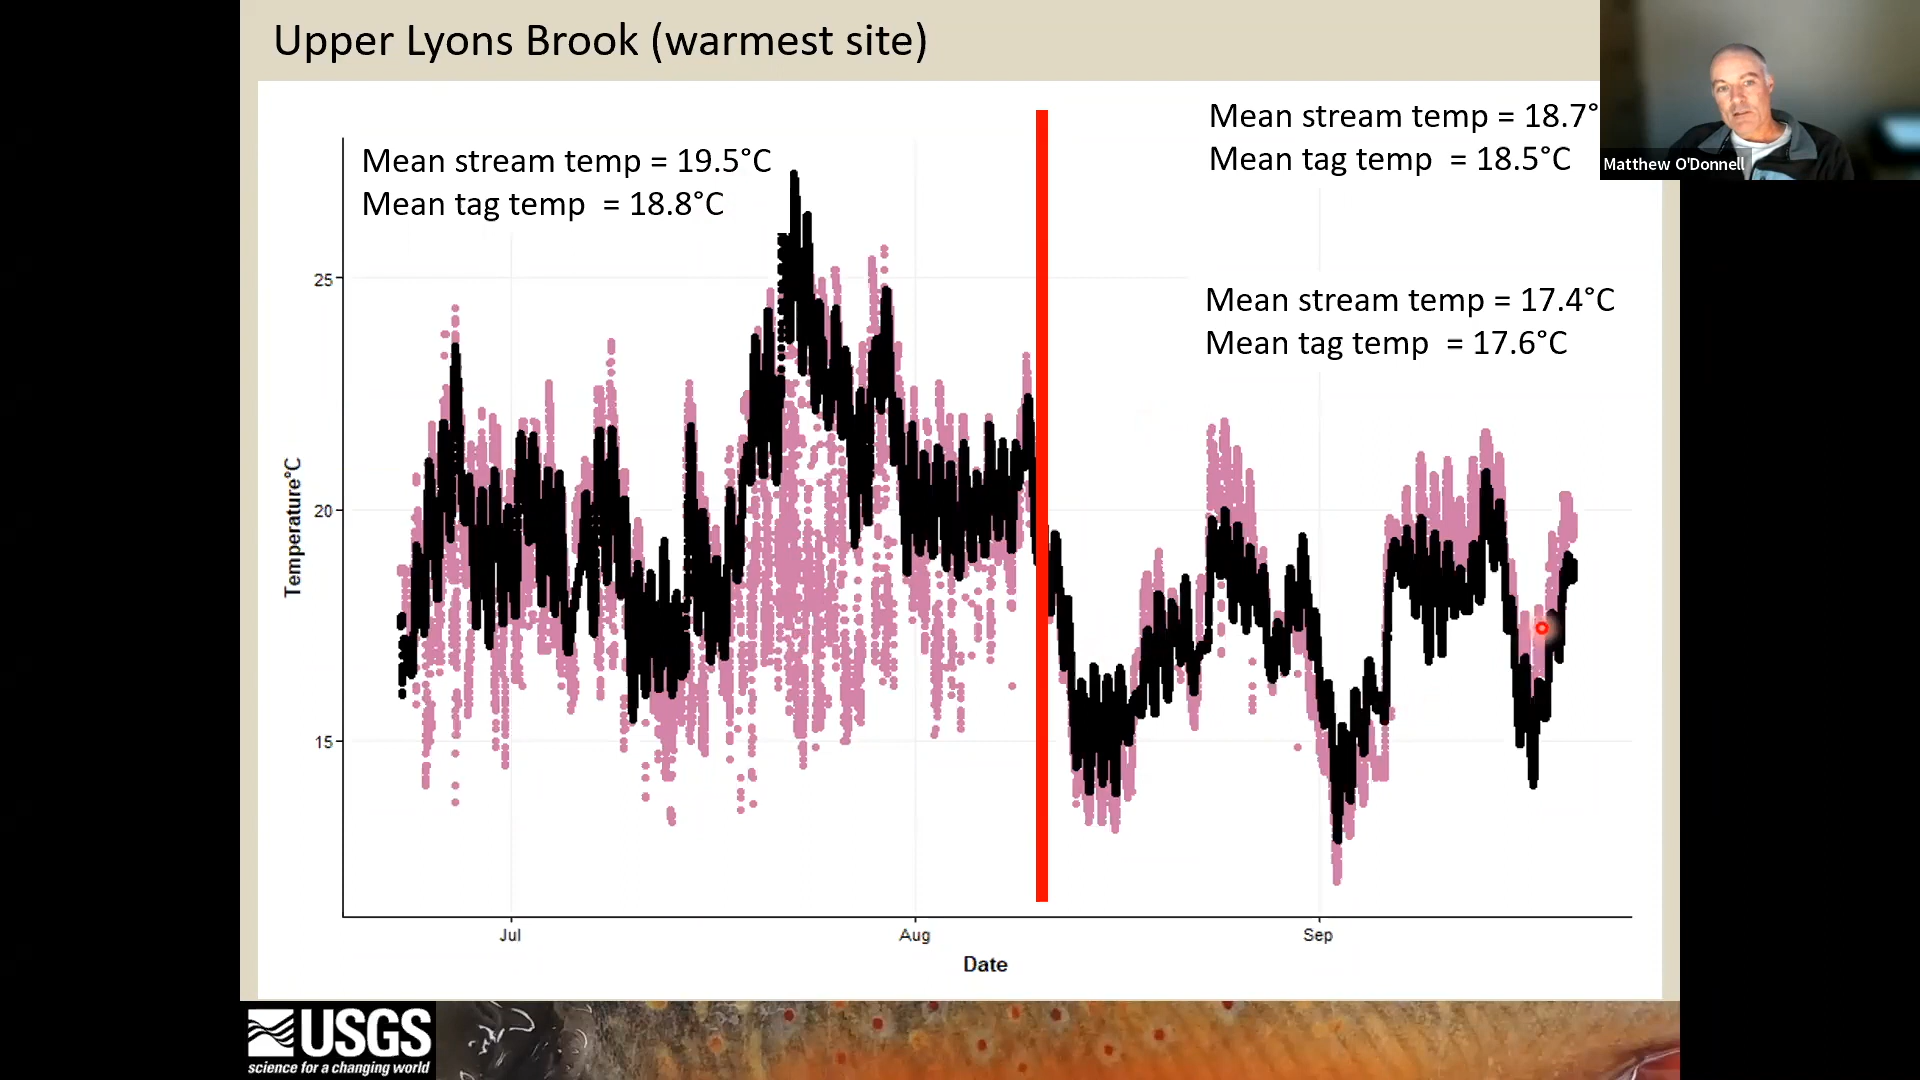 Upper Lyons Brook (warmest site)
Mean stream temp = 18.7°
Mean tag temp = 18.5°C
Matthew O'Donnell
Mean stream temp = 19.5°C
Mean tag temp = 18.8°C
Mean stream temp = 17.4°C
Mean tag temp = 17.6°C
25
20
15
Temperature°C
Jul
Aug
Sep
Date
USGS
science for a changing world